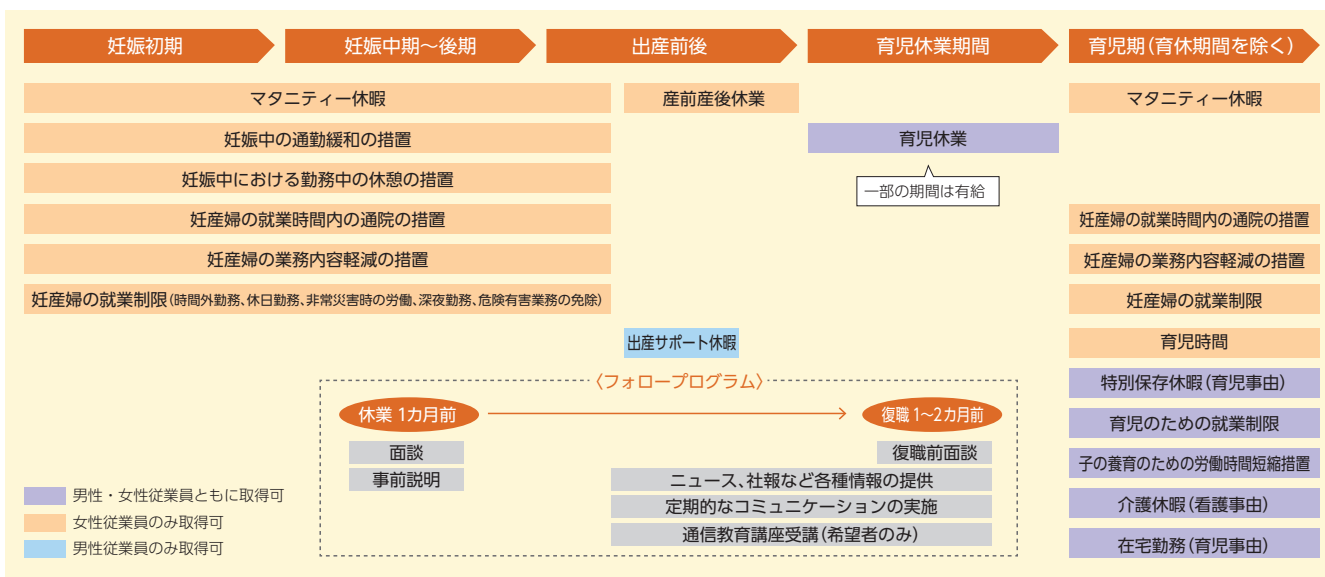 妊娠初期
妊娠中期～後期
出産前後
育児休業期間
育児期(育休期間を除く)
マタニティー休暇
産前産後休業
マタニティー休暇
妊娠中の通勤緩和の措置
育児休業
妊娠中における勤務中の休憩の措置
一部の期間は有給
妊産婦の就業時間内の通院の措置
妊産婦の就業時間内の通院の措置
妊産婦の業務内容軽減の措置
妊産婦の業務内容軽減の措置
妊産婦の就業制限(時間外勤務、休日勤務、非常災害時の労働、深夜勤務、危険有害業務の免除)
妊産婦の就業制限
出産サポート休暇
育児時間
〈フォロープログラム〉
特別保存休暇(育児事由)
休業 1カ月前
復職 1～2カ月前
育児のための就業制限
面談
復職前面談
子の養育のための労働時間短縮措置
事前説明
ニュース、社報など各種情報の提供
男性・女性従業員ともに取得可
定期的なコミュニケーションの実施
介護休暇(看護事由)
女性従業員のみ取得可
通信教育講座受講(希望者のみ)
男性従業員のみ取得可
在宅勤務(育児事由)